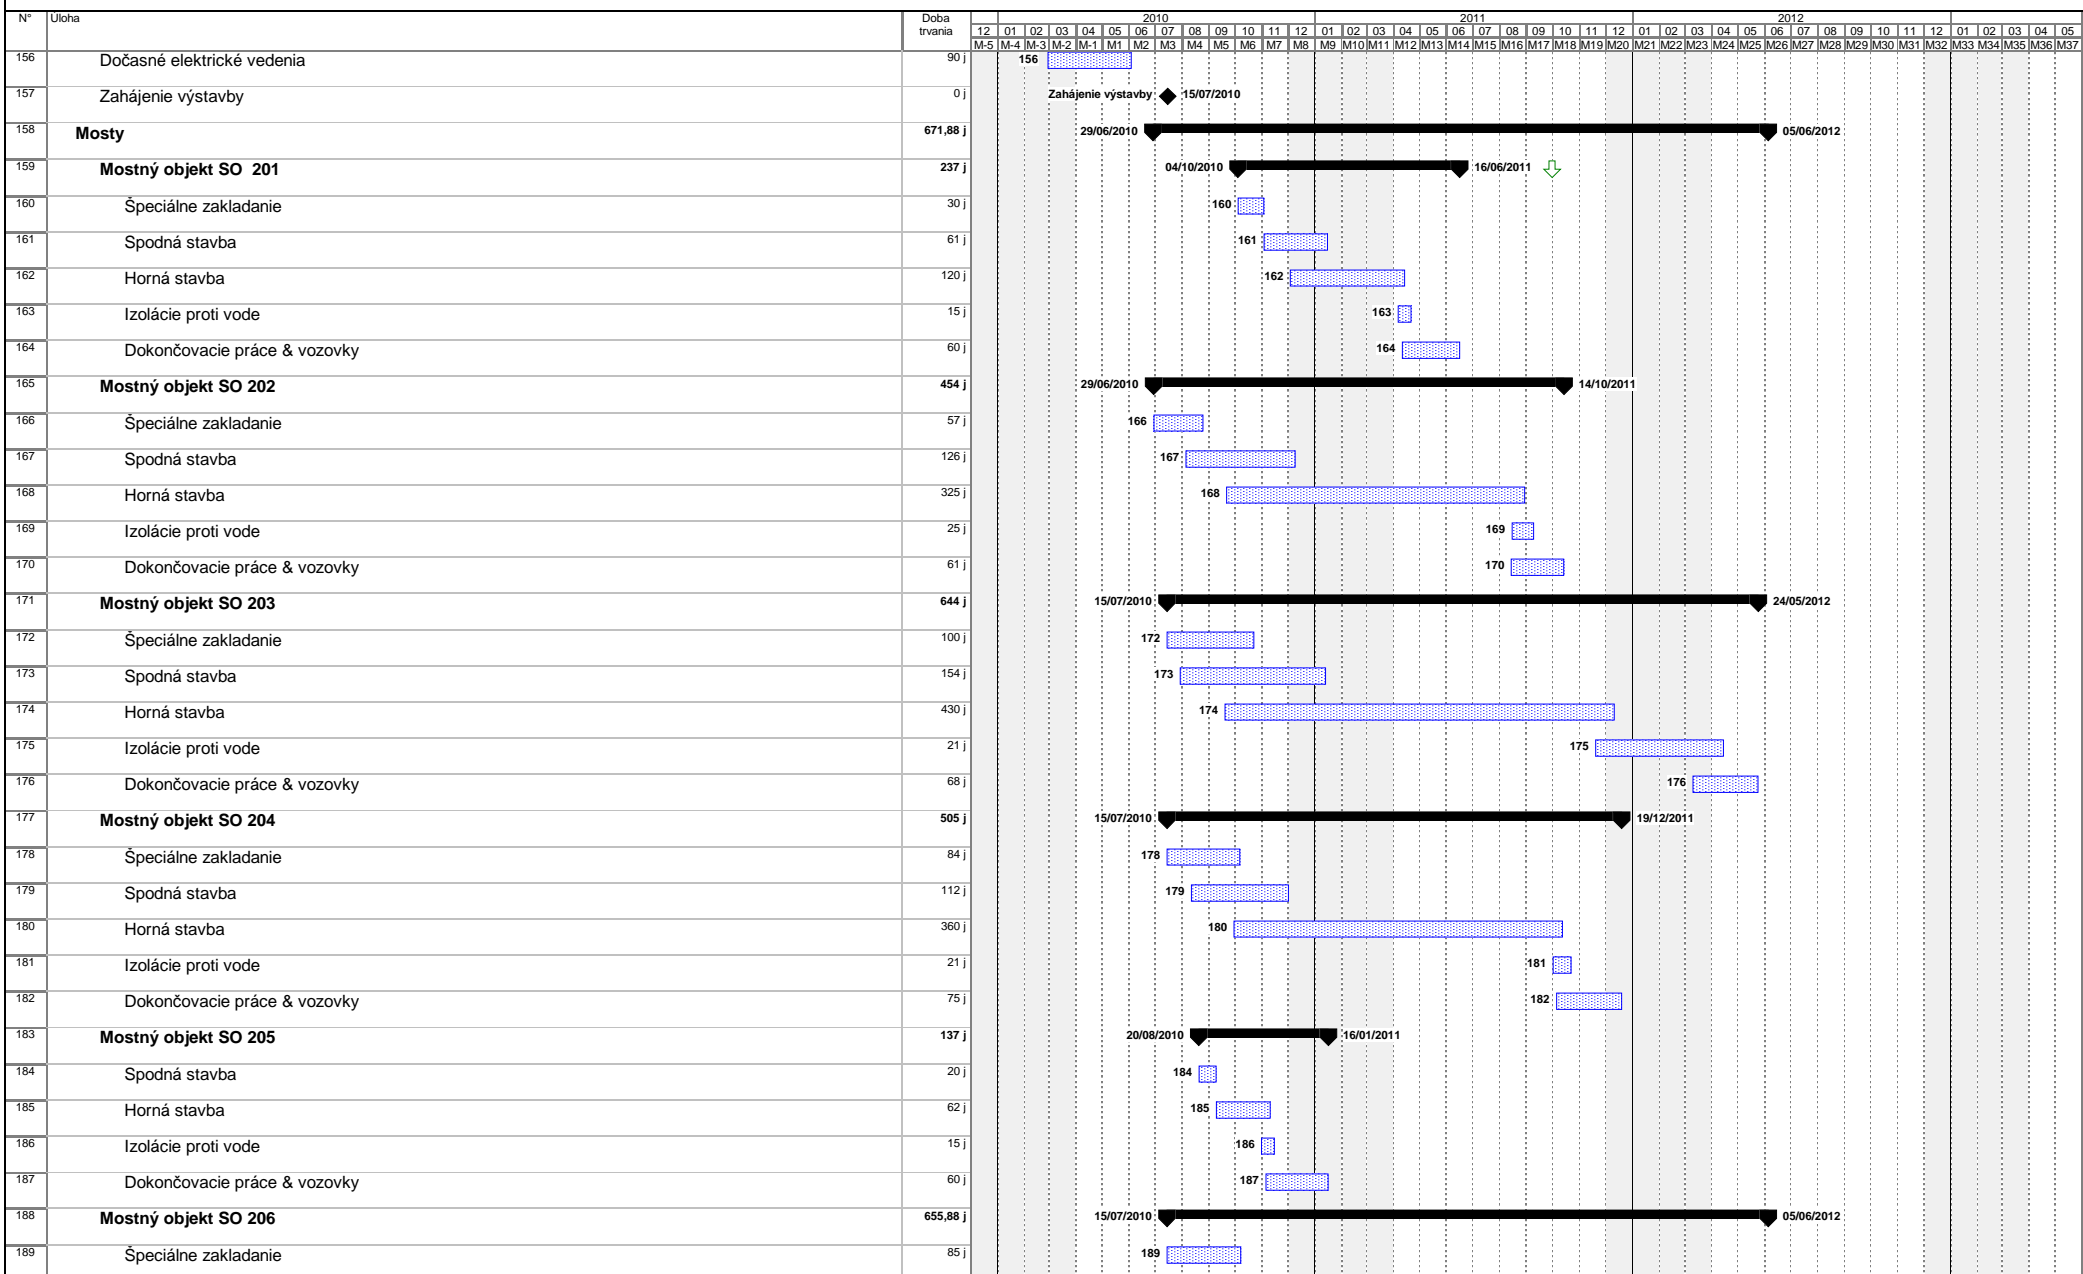 N° Úloha Doba trvania 2010 2011 2012
12 01 02 03 04 05 06 07 08 09 10 11 12 01 02 03 04 05 06 07 08 09 10 11 12 01 02 03 04 05 06 07 08 09 10 11 12 01 02 03 04 05
M-5 M-4 M-3 M-2 M-1 M1 M2 M3 M4 M5 M6 M7 M8 M9 M10 M11 M12 M13 M14 M15 M16 M17 M18 M19 M20 M21 M22 M23 M24 M25 M26 M27 M28 M29 M30 M31 M32 M33 M34 M35 M36 M37
156 Dočasné elektrické vedenia 90 j 156
157 Zahájenie výstavby 0 j Zahájenie výstavby 15/07/2010
158 Mosty 671,88 j 29/06/2010 05/06/2012
159 Mostný objekt SO 201 237 j 04/10/2010 16/06/2011
160 Špeciálne zakladanie 30 j 160
161 Spodná stavba 61 j 161
162 Horná stavba 120 j 162
163 Izolácie proti vode 15 j 163
164 Dokončovacie práce & vozovky 60 j 164
165 Mostný objekt SO 202 454 j 29/06/2010 14/10/2011
166 Špeciálne zakladanie 57 j 166
167 Spodná stavba 126 j 167
168 Horná stavba 325 j 168
169 Izolácie proti vode 25 j 169
170 Dokončovacie práce & vozovky 61 j 170
171 Mostný objekt SO 203 644 j 15/07/2010 24/05/2012
172 Špeciálne zakladanie 100 j 172
173 Spodná stavba 154 j 173
174 Horná stavba 430 j 174
175 Izolácie proti vode 21 j 175
176 Dokončovacie práce & vozovky 68 j 176
177 Mostný objekt SO 204 505 j 15/07/2010 19/12/2011
178 Špeciálne zakladanie 84 j 178
179 Spodná stavba 112 j 179
180 Horná stavba 360 j 180
181 Izolácie proti vode 21 j 181
182 Dokončovacie práce & vozovky 75 j 182
183 Mostný objekt SO 205 137 j 20/08/2010 16/01/2011
184 Spodná stavba 20 j 184
185 Horná stavba 62 j 185
186 Izolácie proti vode 15 j 186
187 Dokončovacie práce & vozovky 60 j 187
188 Mostný objekt SO 206 655,88 j 15/07/2010 05/06/2012
189 Špeciálne zakladanie 85 j 189